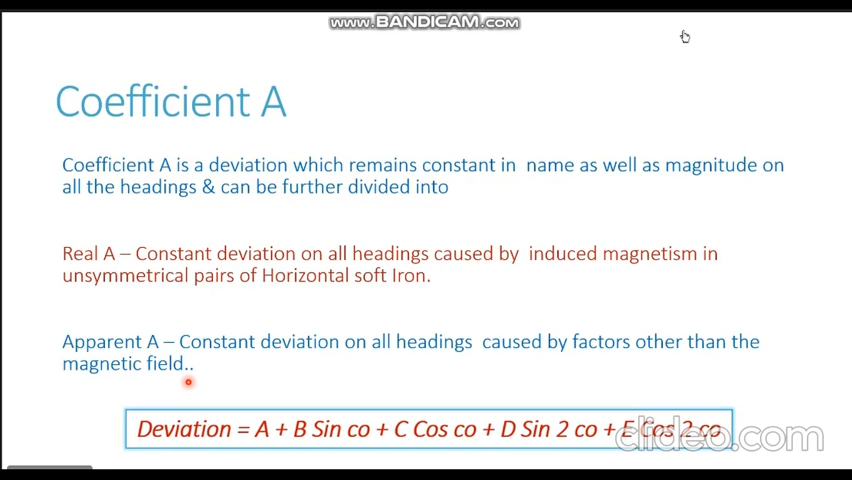 www.BANDICAM.com
Coefficient A
Coefficient A is a deviation which remains constant in name as well as magnitude on
all the headings & can be further divided into
Real A – Constant deviation on all headings caused by induced magnetism in
unsymmetrical pairs of Horizontal soft Iron.
Apparent A – Constant deviation on all headings caused by factors other than the
magnetic field..
Deviation = A + B Sin co + C Cos co + D Sin 2 co + E Cos 2 co
clideo.com